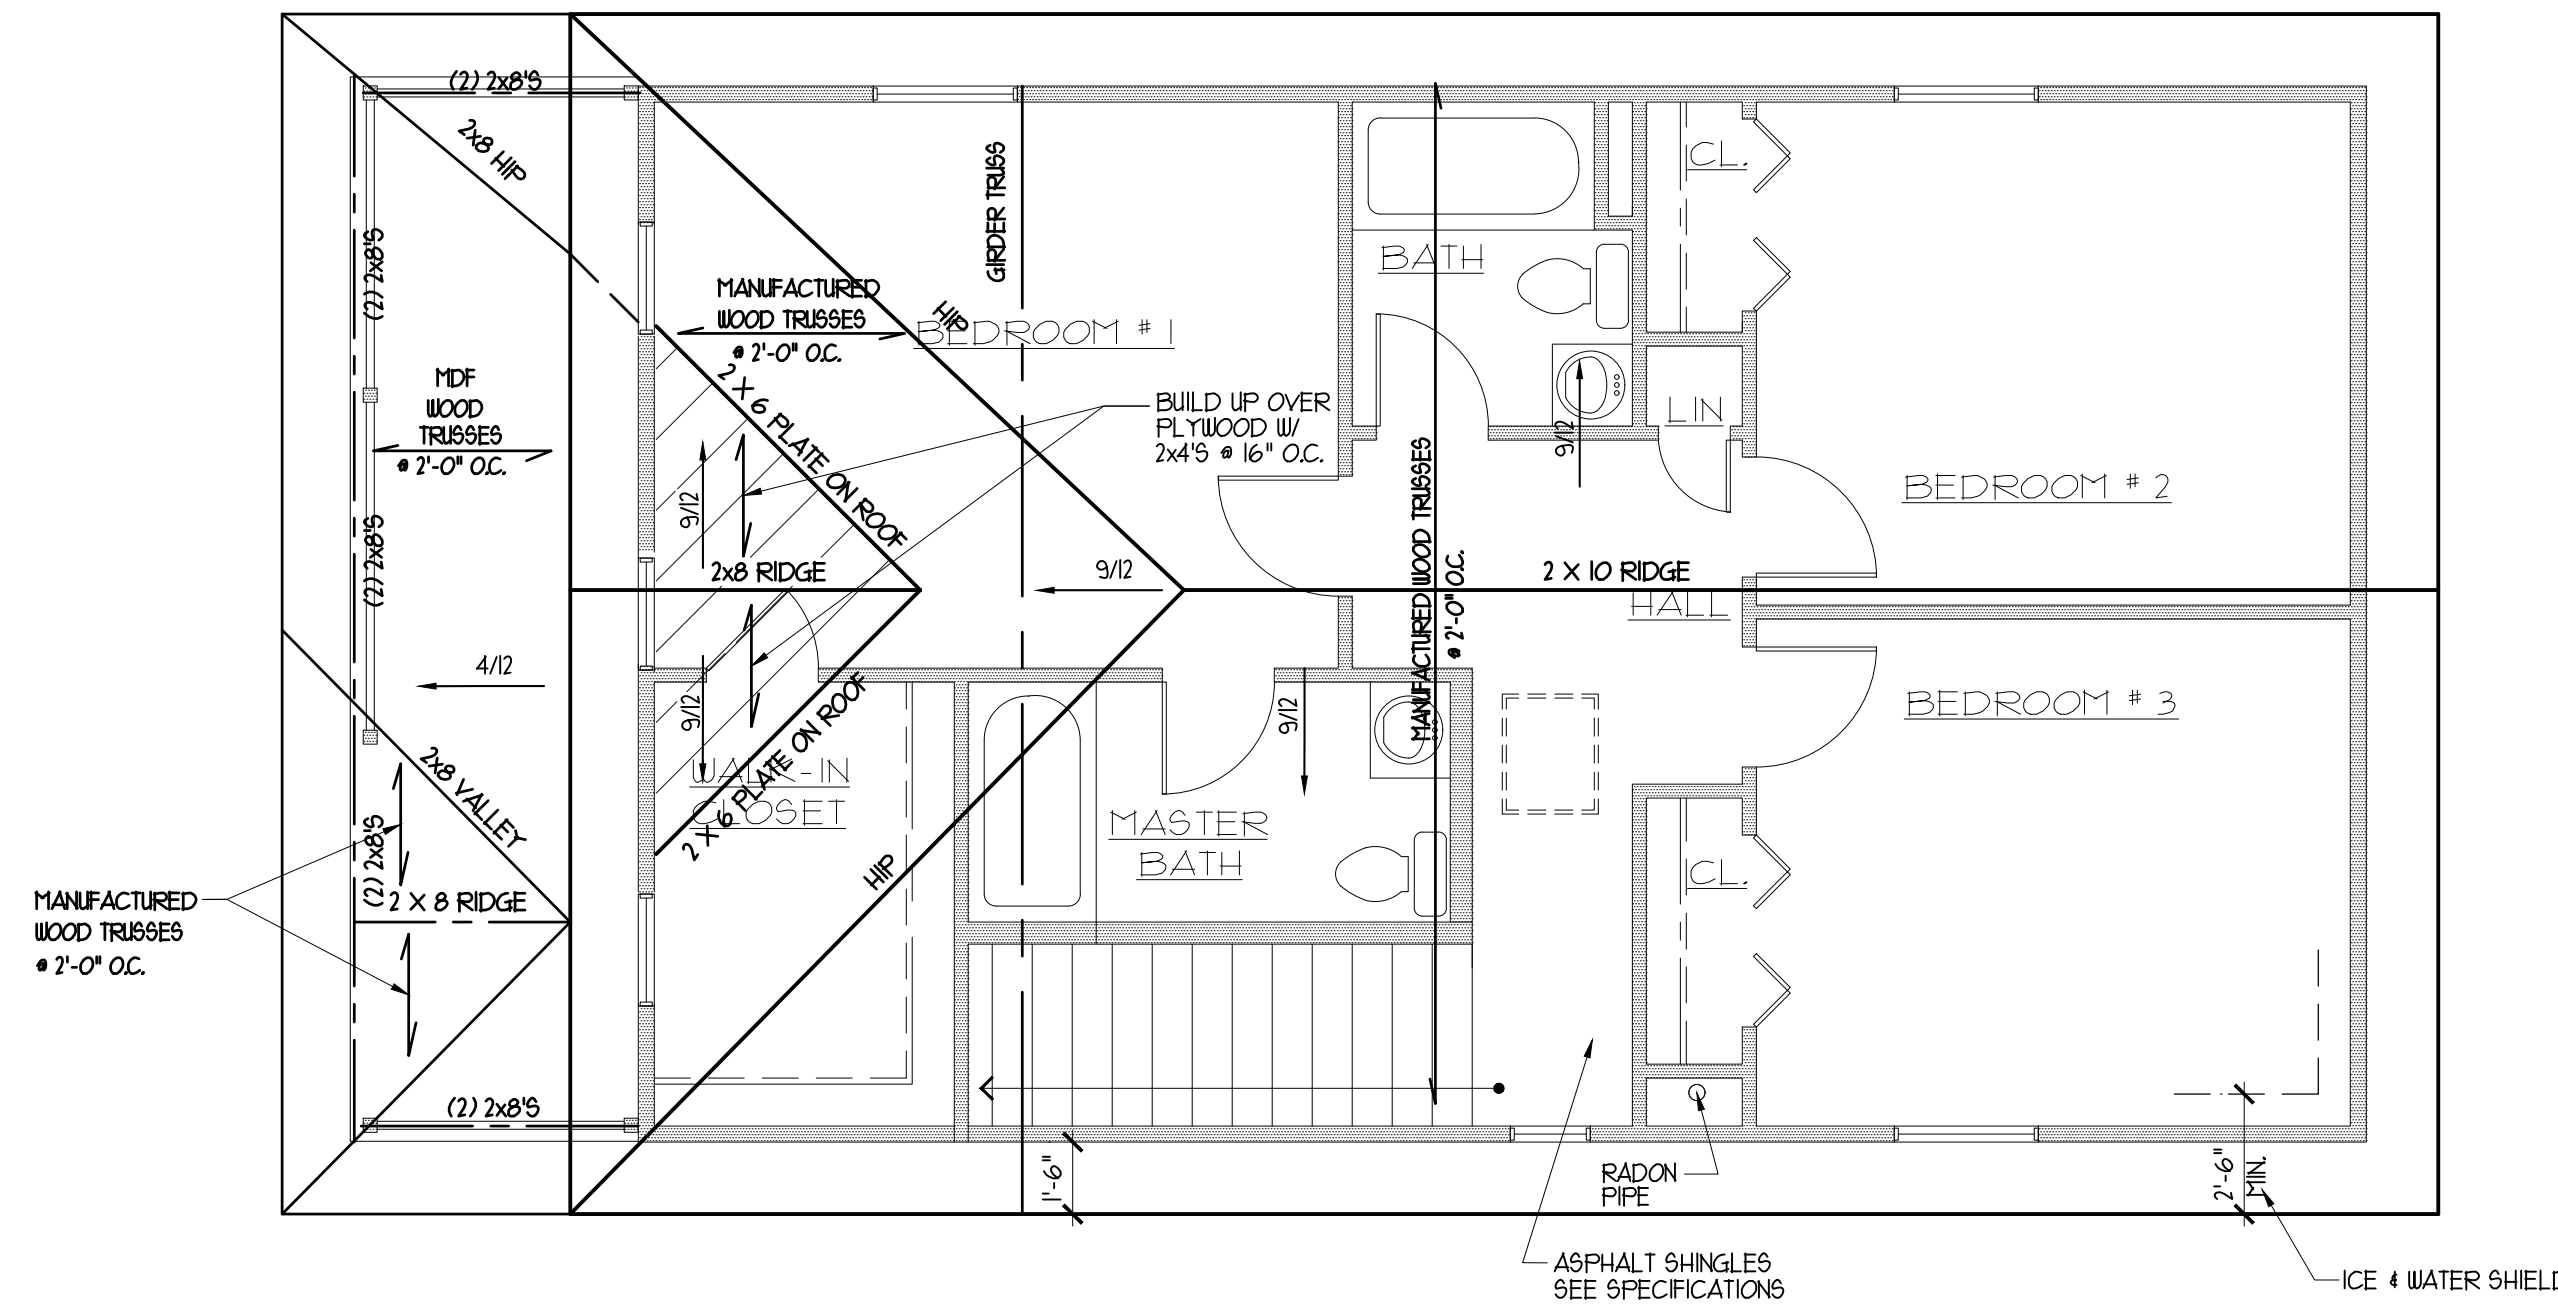 (2) 2x8'S
2x8 HIP
(2) 2x8'S
MDF
WOOD
TRUSSES
@ 2'-0" O.C.
(2) 2x8'S
4/12
2x8 VALLEY
(2) 2x8'S
2 X 8 RIDGE
MANUFACTURED
WOOD TRUSSES
@ 2'-0" O.C.
(2) 2x8'S
MANUFACTURED
WOOD TRUSSES
@ 2'-0" O.C.
GIRDER TRUSS
HIP
BEDROOM # 1
2 X 6 PLATE ON ROOF
BUILD UP OVER
PLYWOOD W/
2x4'S @ 16" O.C.
9/12
2x8 RIDGE
9/12
9/12
2 X 6 PLATE ON ROOF
WALK-IN
CLOSET
HIP
9/12
MASTER
BATH
BATH
9/12
CL.
LIN
MANUFACTURED WOOD TRUSSES
@ 2'-0" O.C.
2 X 10 RIDGE
HALL
BEDROOM # 2
BEDROOM # 3
CL.
1'-6"
RADON
PIPE
2'-6"
MIN.
ASPHALT SHINGLES
SEE SPECIFICATIONS
ICE & WATER SHIELD